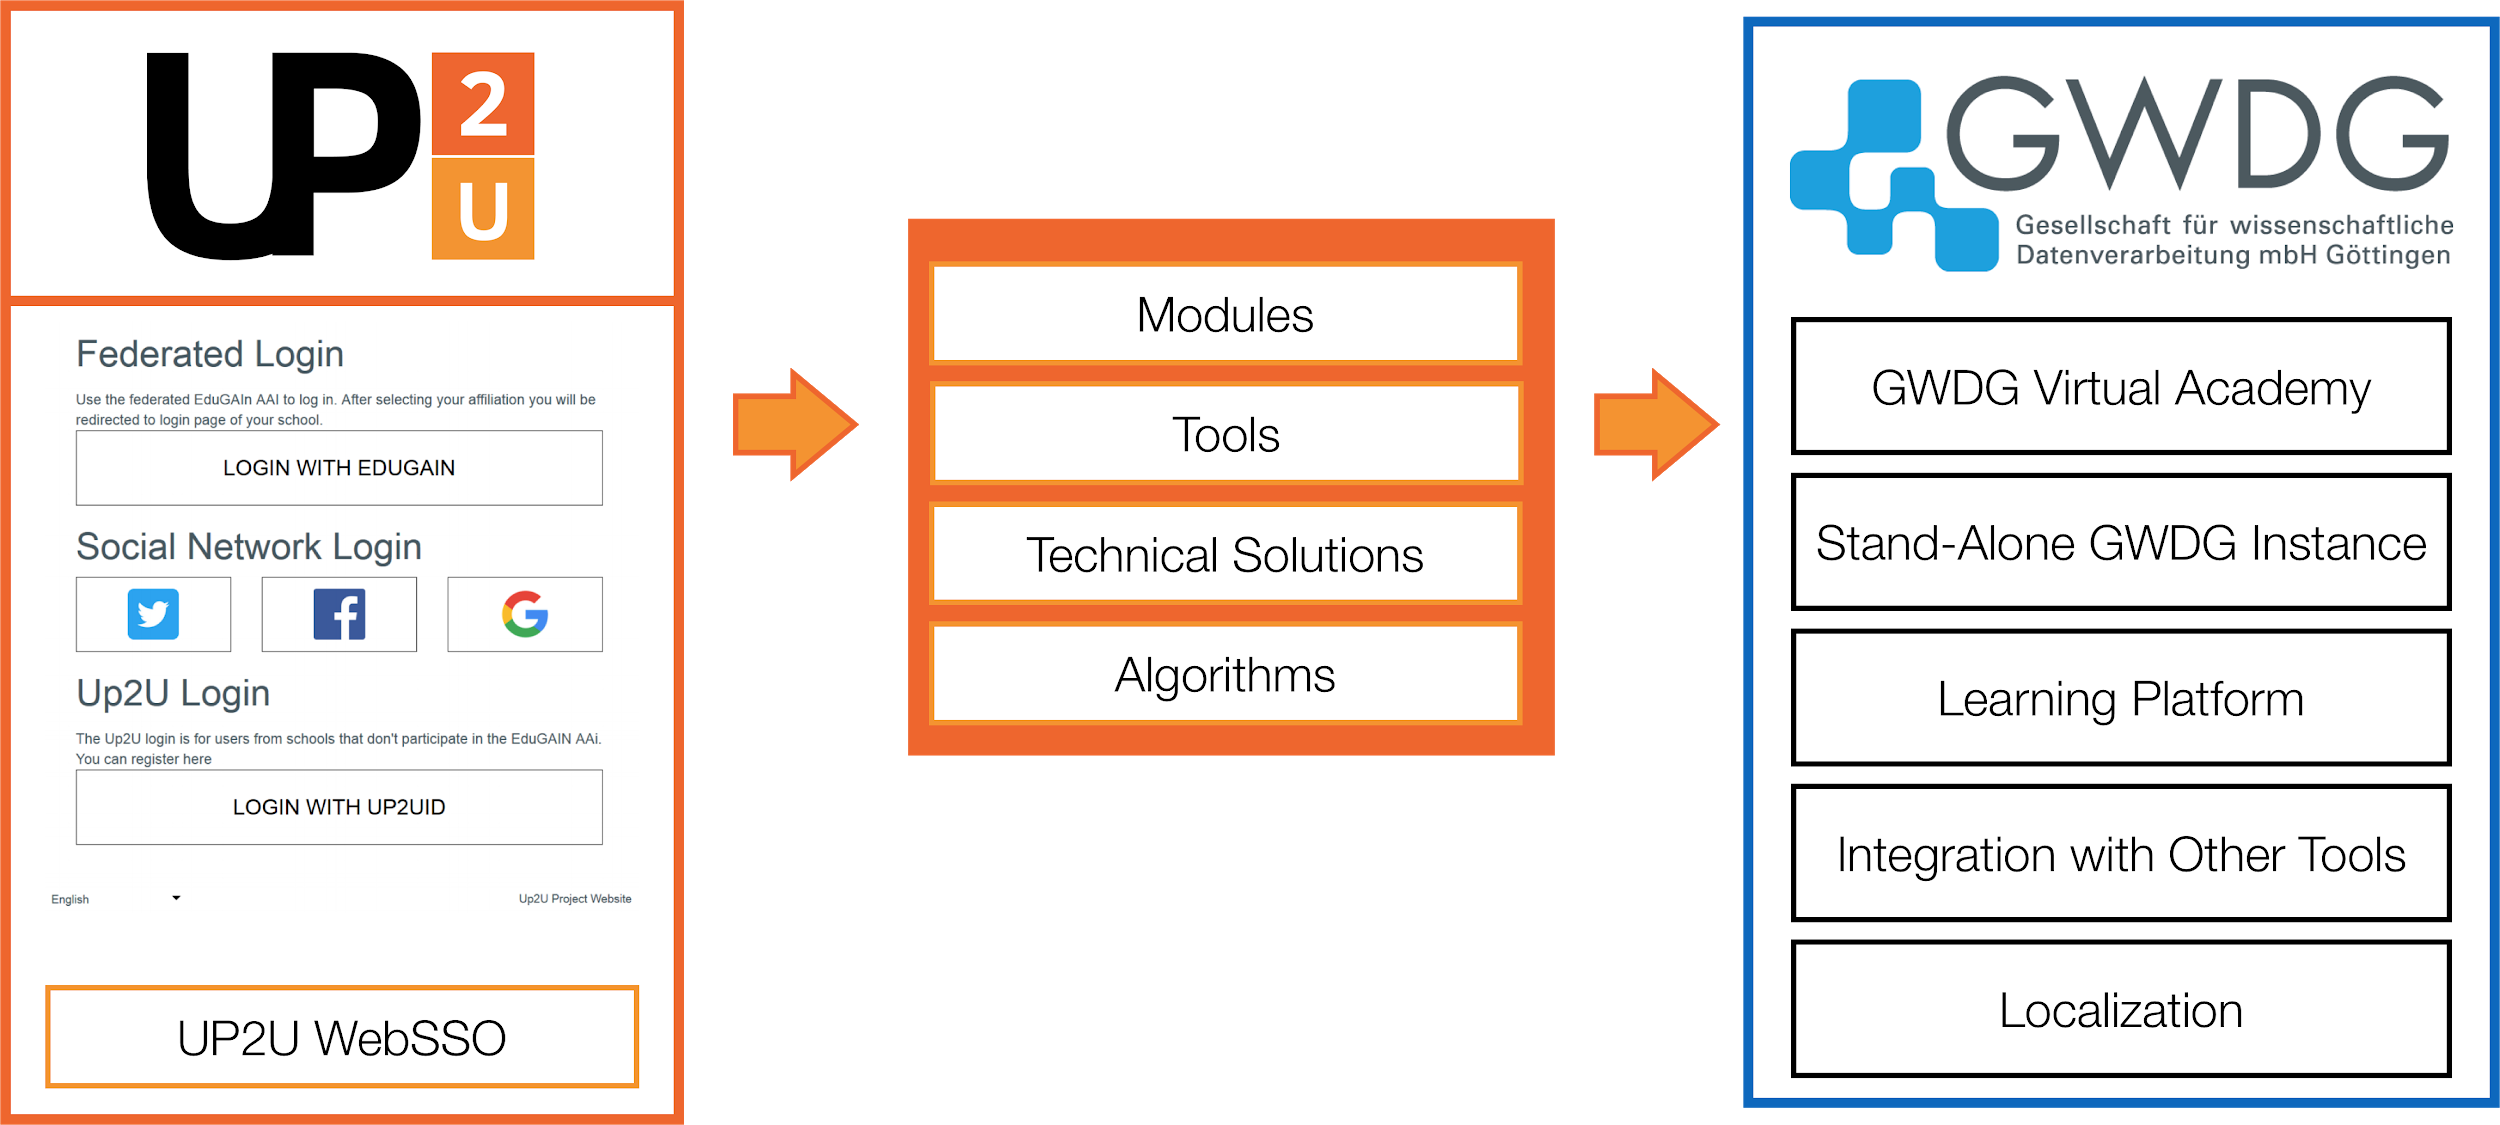 UP
2
U
Federated Login
Use the federated EduGAIn AAI to log in. After selecting your affiliation you will be
redirected to login page of your school.
LOGIN WITH EDUGAIN
Social Network Login
Up2U Login
The Up2U login is for users from schools that don't participate in the EduGAIN AAi.
You can register here
LOGIN WITH UP2UID
English
Up2U Project Website
UP2U WebSSO
Modules
Tools
Technical Solutions
Algorithms
GWDG
Gesellschaft für wissenschaftliche
Datenverarbeitung mbH Göttingen
GWDG Virtual Academy
Stand-Alone GWDG Instance
Learning Platform
Integration with Other Tools
Localization